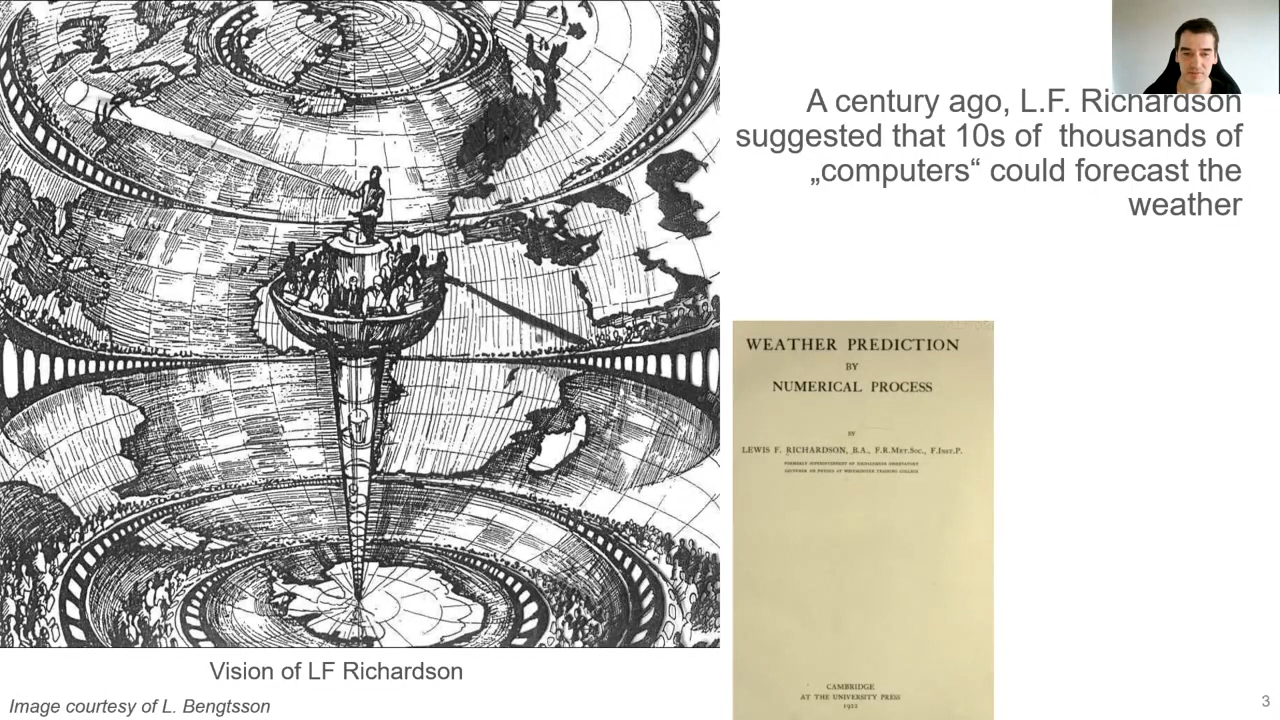 A century ago, L.F. Richardson
suggested that 10s of thousands of
„computers“ could forecast the
weather
WEATHER PREDICTION
BY
NUMERICAL PROCESS
BY
LEWIS F. RICHARDSON, B.A., F.R.MET.SOC., F.INST.P.
FORMERLY SUPERINTENDENT OF ESKDALEMUIR OBSERVATORY
LECTURER ON PHYSICS AT WESTMINSTER TRAINING COLLEGE
CAMBRIDGE
AT THE UNIVERSITY PRESS
1922
Vision of LF Richardson
Image courtesy of L. Bengtsson
3